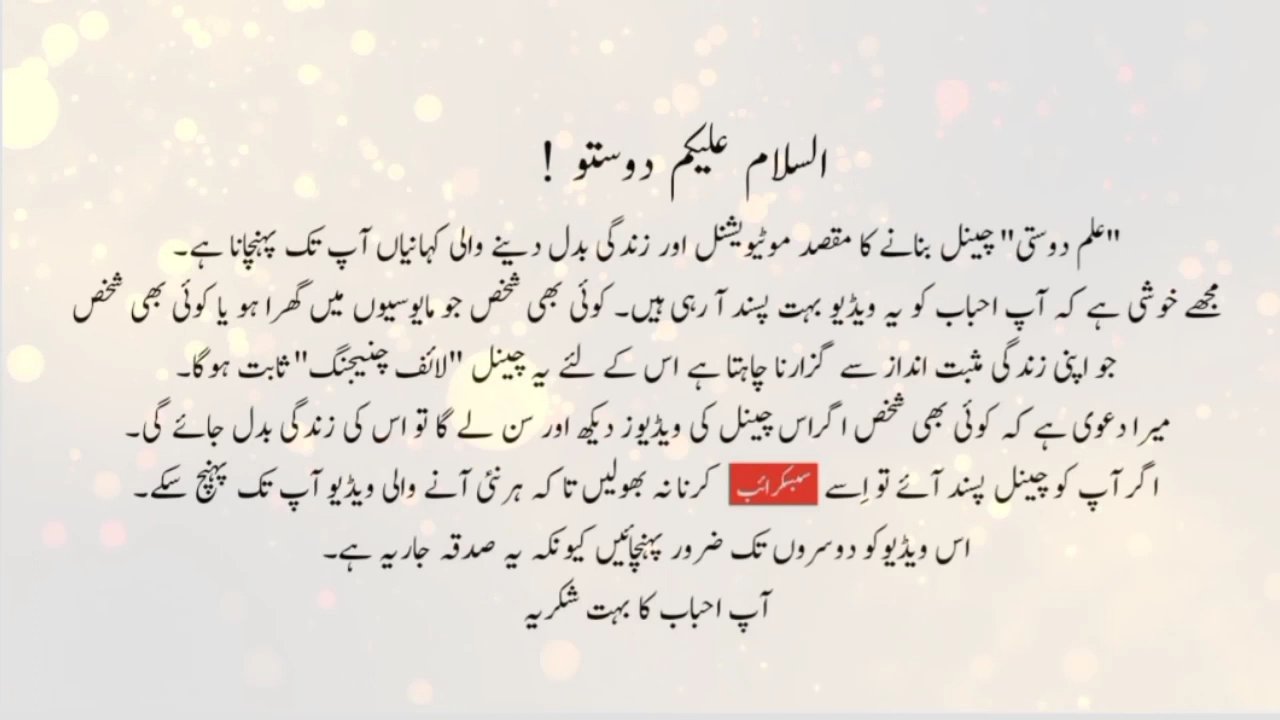 السلام علیکم دوستو !
"علم دوستی" چینل بنانے کا مقصد موٹیویشنل اور زندگی بدل دینے والی کہانیاں آپ تک پہنچانا ہے۔
مجھے خوشی ہے کہ آپ احباب کو یہ ویڈیو بہت پسند آ رہی ہیں۔ کوئی بھی شخص جو مایوسیوں میں گھرا ہو یا کوئی بھی شخص
جو اپنی زندگی مثبت انداز سے گزارنا چاہتا ہے اس کے لئے یہ چینل "لائف چنیجنگ" ثابت ہوگا۔
میرا دعوی ہے کہ کوئی بھی شخص اگر اس چینل کی ویڈیوز دیکھ اور سن لے گا تو اس کی زندگی بدل جائے گی۔
اگر آپ کو چینل پسند آئے تو اِسے سبسکرائب کرنا نہ بھولیں تا کہ ہر نئی آنے والی ویڈیو آپ تک پہنچ سکے۔
اس ویڈیو کو دوسروں تک ضرور پہنچائیں کیونکہ یہ صدقہ جاریہ ہے۔
آپ احباب کا بہت شکریہ